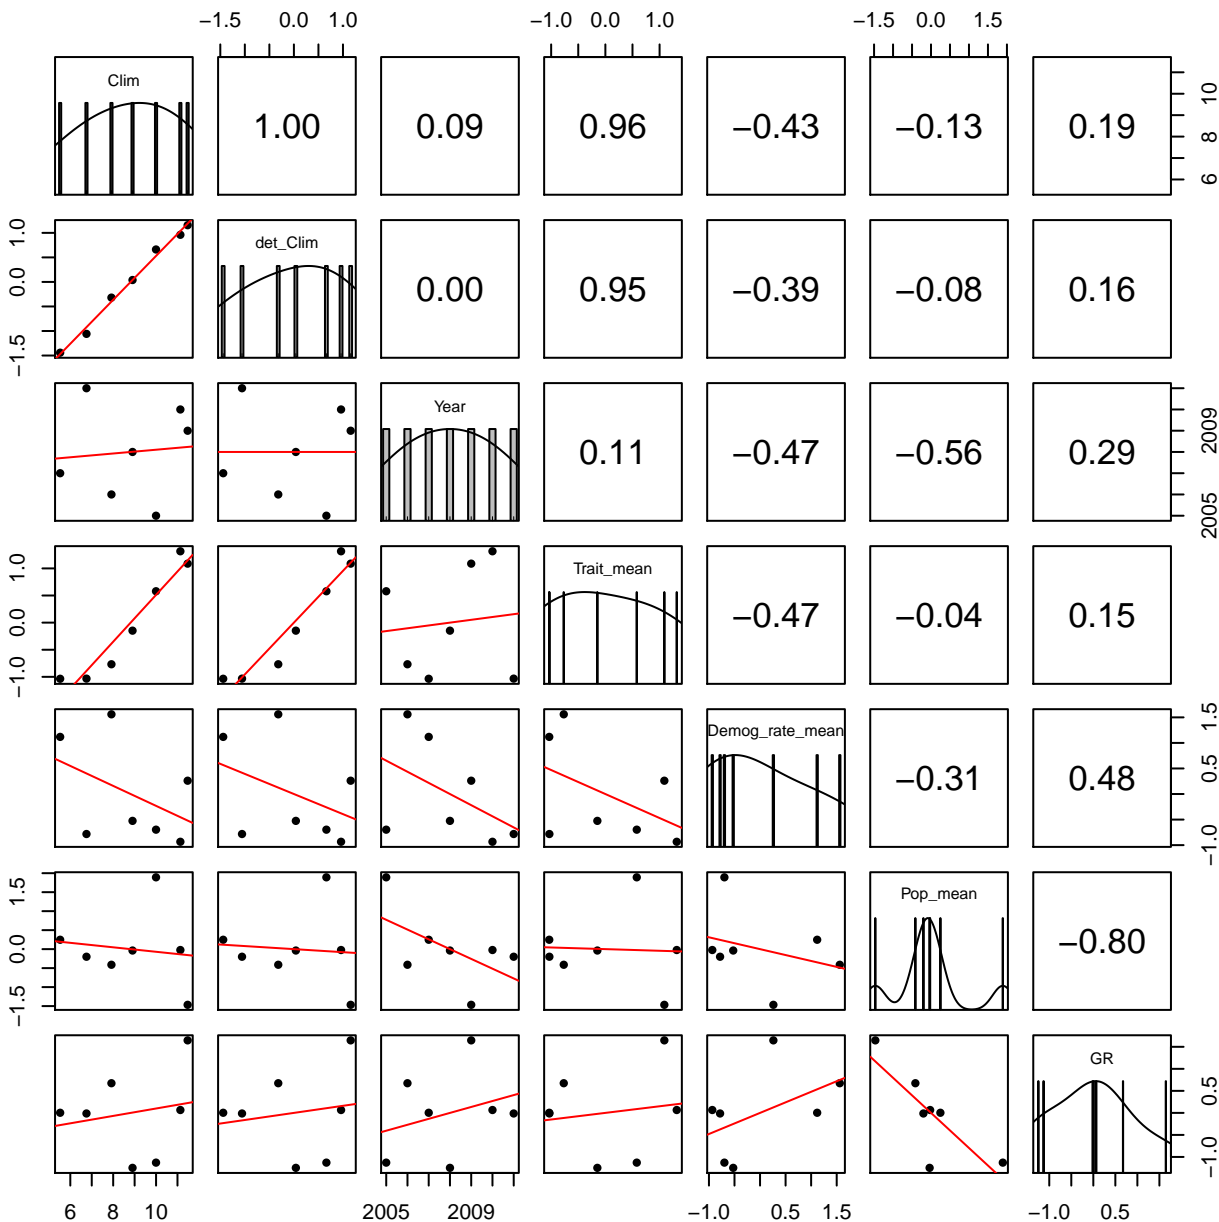 −1.5 0.0 1.0 −1.0 0.0 1.0 −1.5 0.0 1.5
Clim 1.00 0.09 0.96 −0.43 −0.13 0.19 6 8 10
−1.5 0.0 1.0 det_Clim 0.00 0.95 −0.39 −0.08 0.16
Year 0.11 −0.47 −0.56 0.29 2005 2009
−1.0 0.0 1.0 Trait_mean −0.47 −0.04 0.15
Demog_rate_mean −0.31 0.48 −1.0 0.5 1.5
−1.5 0.0 1.5 Pop_mean −0.80
GR −1.0 0.5
6 8 10 2005 2009 −1.0 0.5 1.5 −1.0 0.5